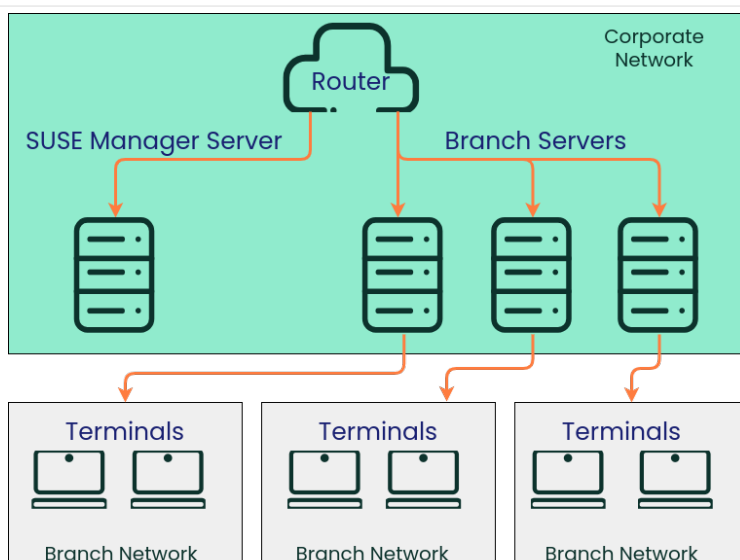 Corporate
Network
Router
SUSE Manager Server
Branch Servers
Terminals
Terminals
Terminals
Branch Network
Branch Network
Branch Network